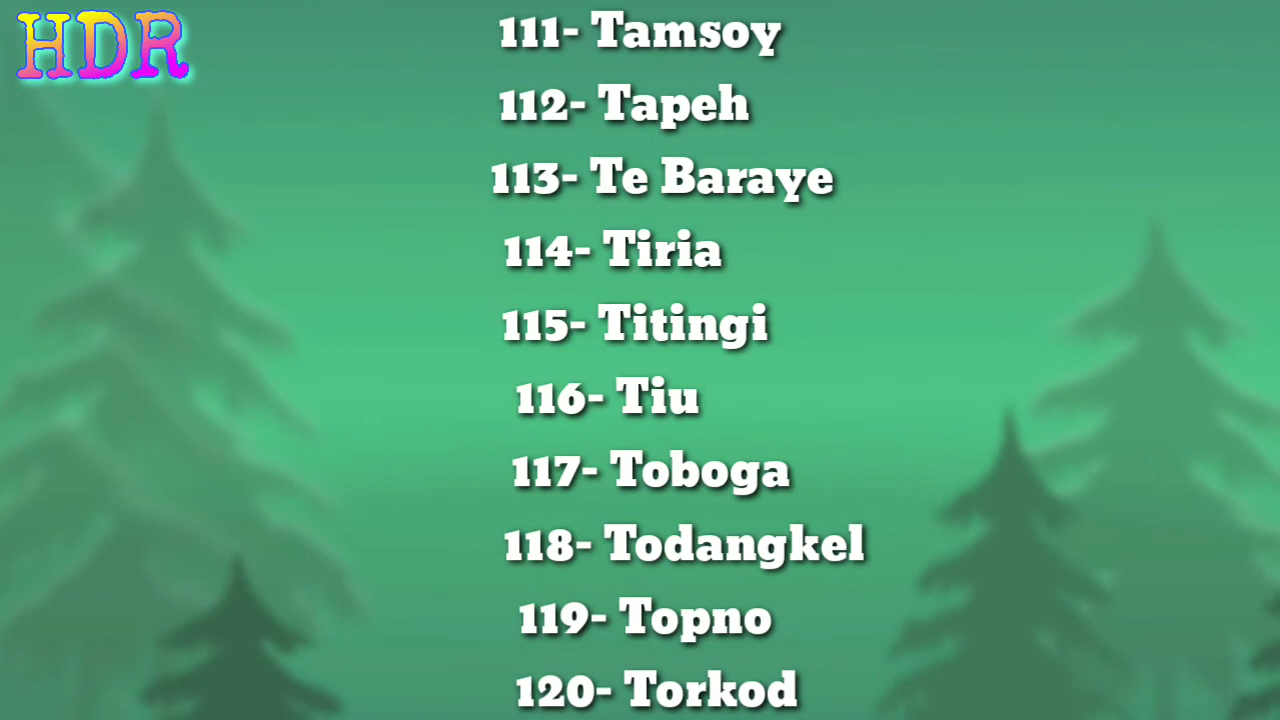 HDR
111- Tamsoy
112- Tapeh
113- Te Baraye
114- Tiria
115- Titingi
116- Tiu
117- Toboga
118- Todangkel
119- Topno
120- Torkod